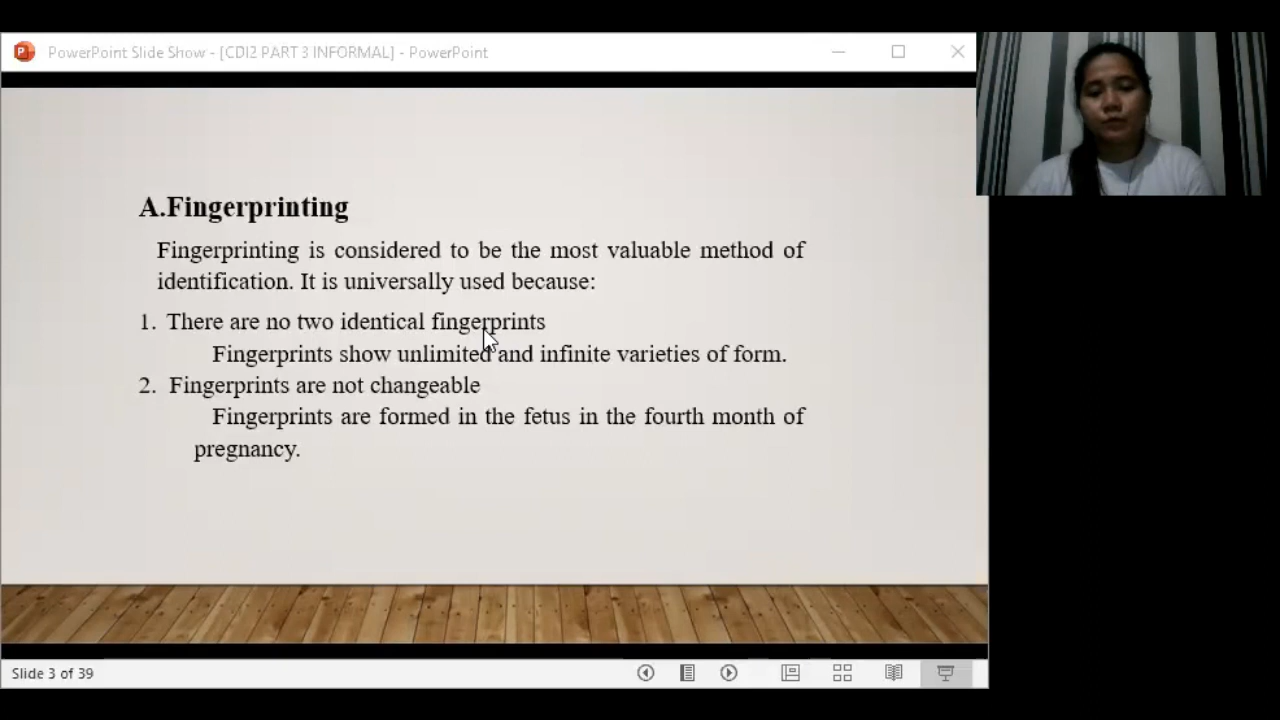 PowerPoint Slide Show - [CDI2 PART 3 INFORMAL] - PowerPoint
A.Fingerprinting
Fingerprinting is considered to be the most valuable method of
identification. It is universally used because:
1. There are no two identical fingerprints
Fingerprints show unlimited and infinite varieties of form.
2. Fingerprints are not changeable
Fingerprints are formed in the fetus in the fourth month of
pregnancy.
Slide 3 of 39